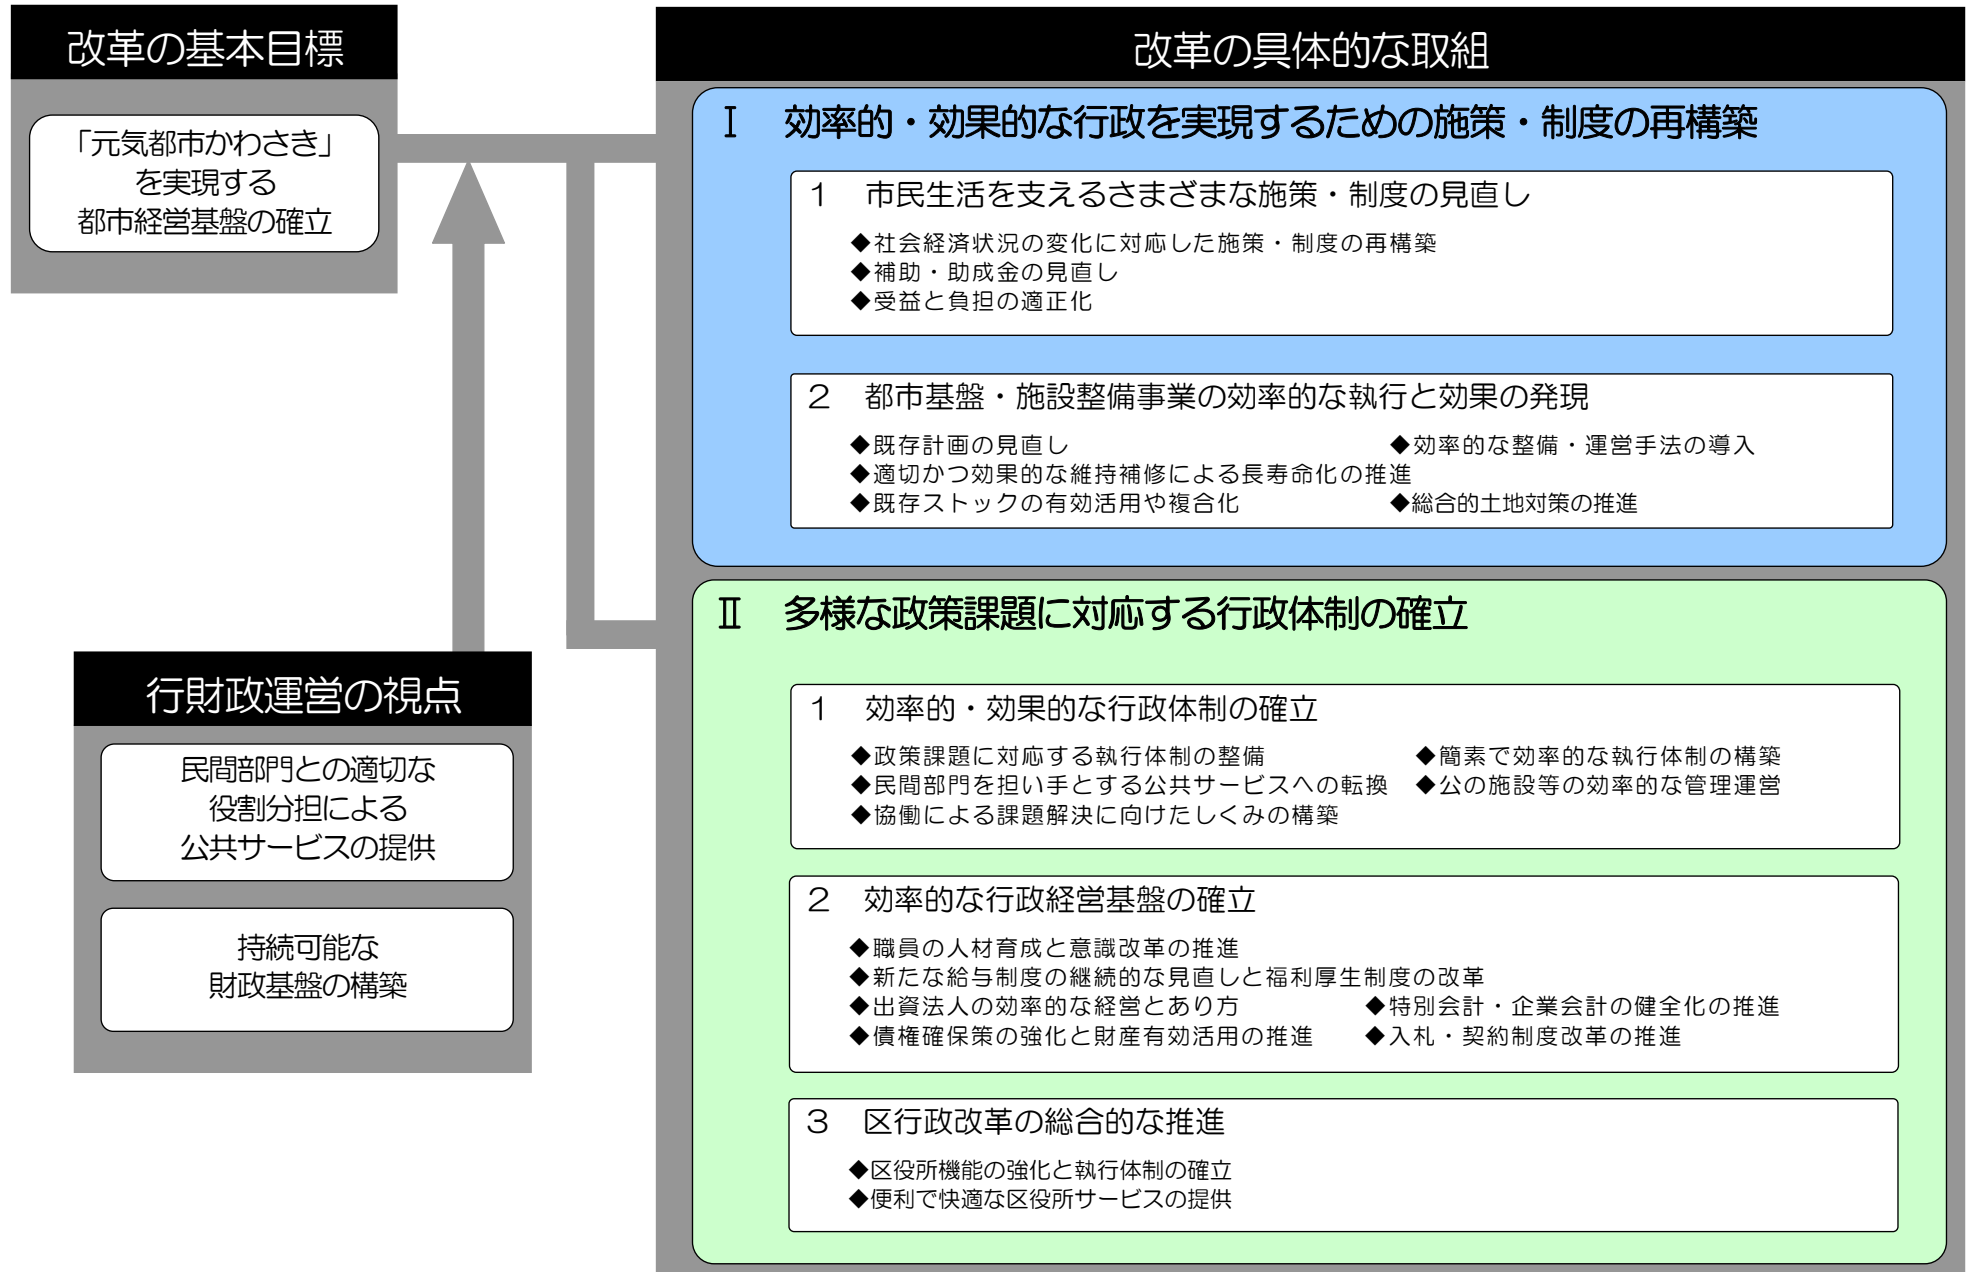 改革の基本目標
「元気都市かわさき」
を実現する
都市経営基盤の確立
行財政運営の視点
民間部門との適切な
役割分担による
公共サービスの提供
持続可能な
財政基盤の構築
改革の具体的な取組
Ⅰ　効率的・効果的な行政を実現するための施策・制度の再構築
１　市民生活を支えるさまざまな施策・制度の見直し
◆社会経済状況の変化に対応した施策・制度の再構築
◆補助・助成金の見直し
◆受益と負担の適正化
２　都市基盤・施設整備事業の効率的な執行と効果の発現
◆既存計画の見直し　◆効率的な整備・運営手法の導入
◆適切かつ効果的な維持補修による長寿命化の推進
◆既存ストックの有効活用や複合化　◆総合的土地対策の推進
Ⅱ　多様な政策課題に対応する行政体制の確立
１　効率的・効果的な行政体制の確立
◆政策課題に対応する執行体制の整備　◆簡素で効率的な執行体制の構築
◆民間部門を担い手とする公共サービスへの転換　◆公の施設等の効率的な管理運営
◆協働による課題解決に向けたしくみの構築
２　効率的な行政経営基盤の確立
◆職員の人材育成と意識改革の推進
◆新たな給与制度の継続的な見直しと福利厚生制度の改革
◆出資法人の効率的な経営とあり方　◆特別会計・企業会計の健全化の推進
◆債権確保策の強化と財産有効活用の推進　◆入札・契約制度改革の推進
３　区行政改革の総合的な推進
◆区役所機能の強化と執行体制の確立
◆便利で快適な区役所サービスの提供